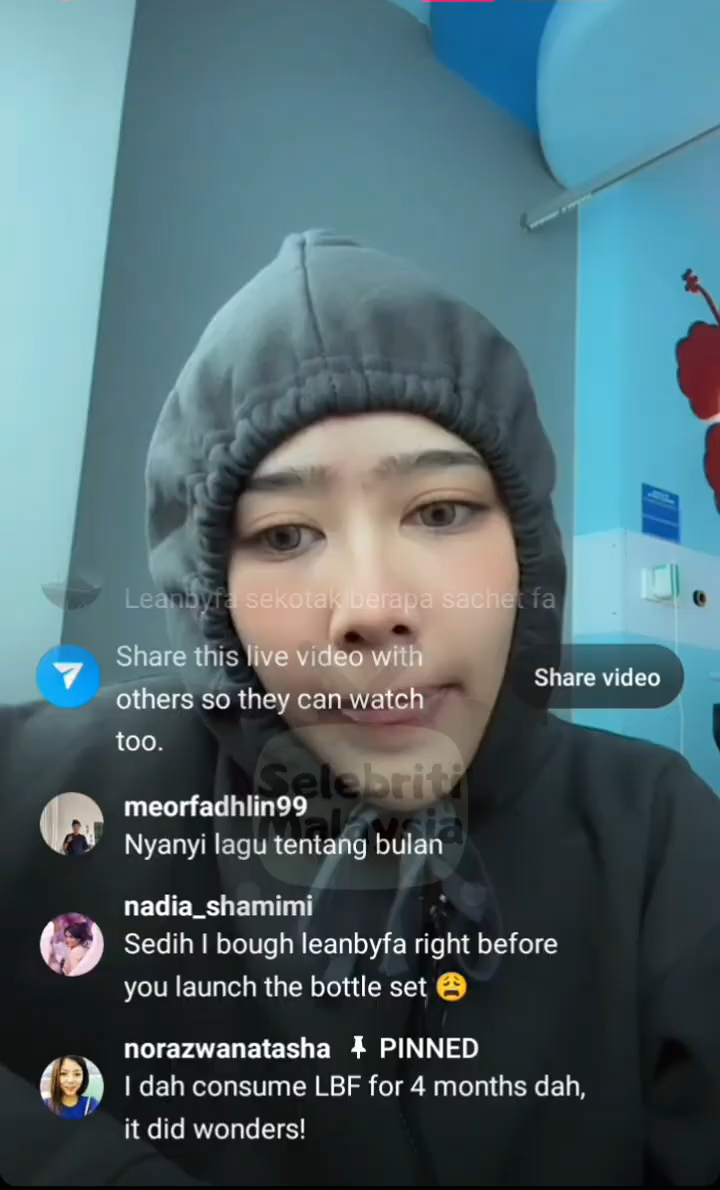 Leanbyfa sekotak berapa sachet fa
Share this live video with
others so they can watch
too.
Share video
Selebriti
Malaysia
meorfadhlin99
Nyanyi lagu tentang bulan
nadia_shamimi
Sedih I bough leanbyfa right before
you launch the bottle set 😩
norazwanatasha PINNED
I dah consume LBF for 4 months dah,
it did wonders!